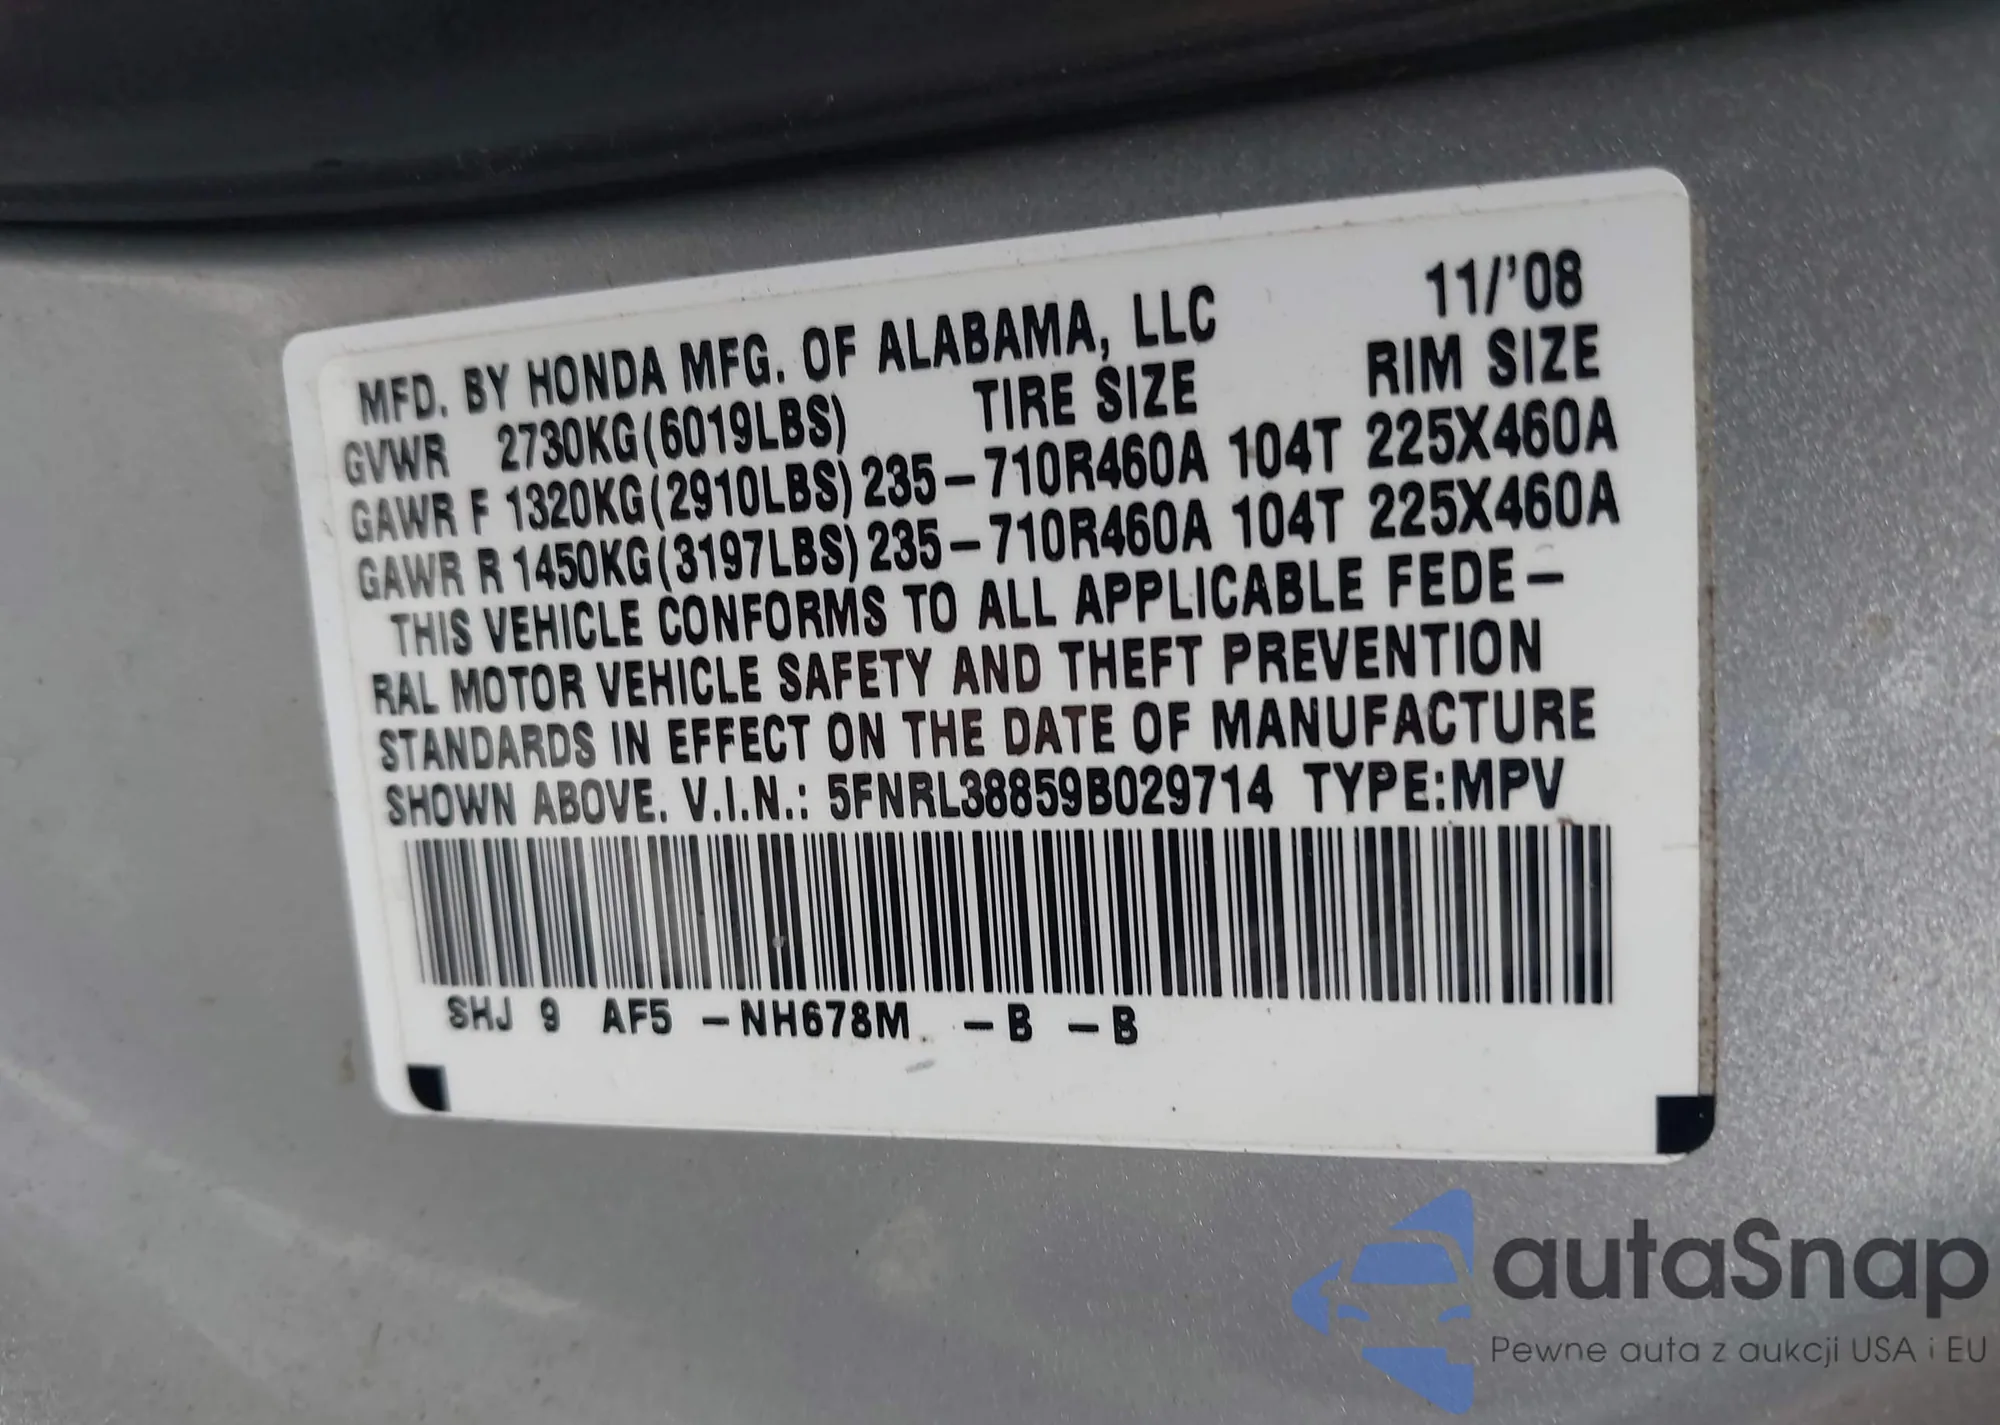 11/'08
MFD. BY HONDA MFG. OF ALABAMA, LLC
TIRE SIZE RIM SIZE
GVWR 2730KG(6019LBS)
GAWR F 1320KG(2910LBS) 235-710R460A 104T 225X460A
GAWR R 1450KG(3197LBS) 235-710R460A 104T 225X460A
THIS VEHICLE CONFORMS TO ALL APPLICABLE FEDE-
RAL MOTOR VEHICLE SAFETY AND THEFT PREVENTION
STANDARDS IN EFFECT ON THE DATE OF MANUFACTURE
SHOWN ABOVE. V.I.N.: 5FNRL38859B029714 TYPE:MPV
SHJ 9 AF5 -NH678M -B -B
autaSnap
Pewne auta z aukcji USA i EU